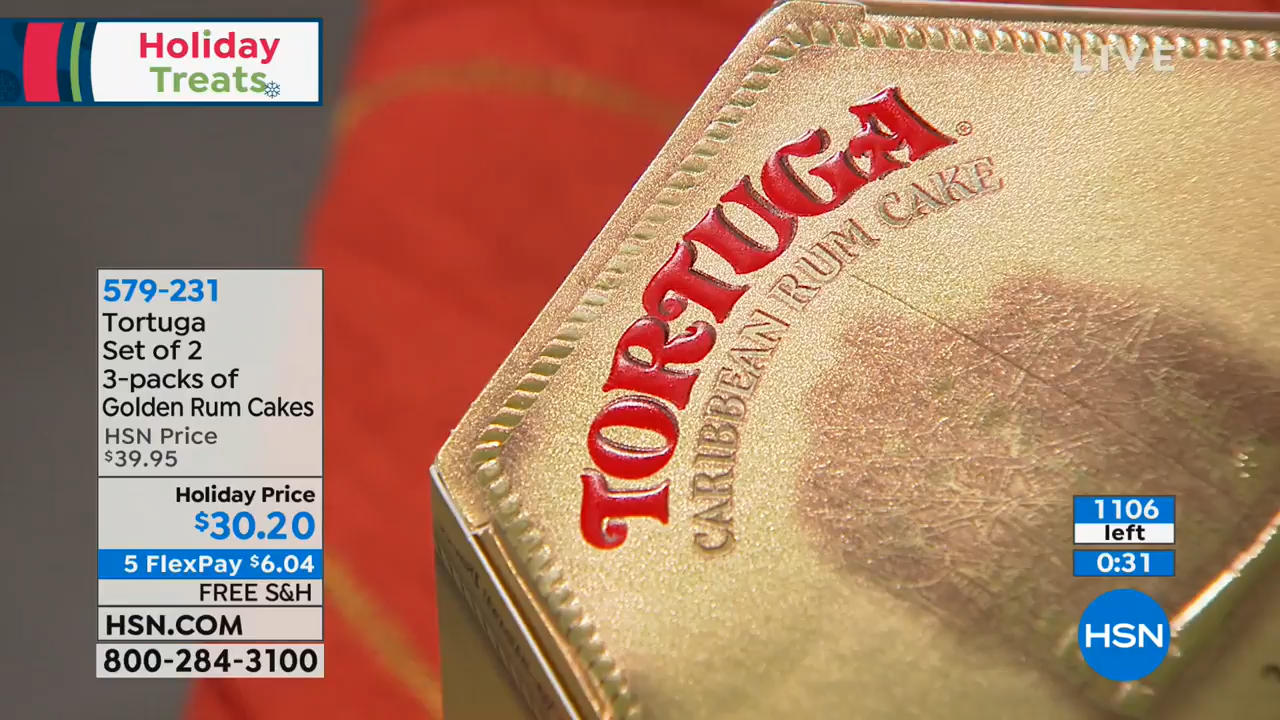 Holiday
Treats
LIVE
TORTUGA®
CARIBBEAN RUM CAKE
579-231
Tortuga
Set of 2
3-packs of
Golden Rum Cakes
HSN Price
$39.95
Holiday Price
$30.20
5 FlexPay $6.04
FREE S&H
HSN.COM
800-284-3100
1106
left
0:31
HSN